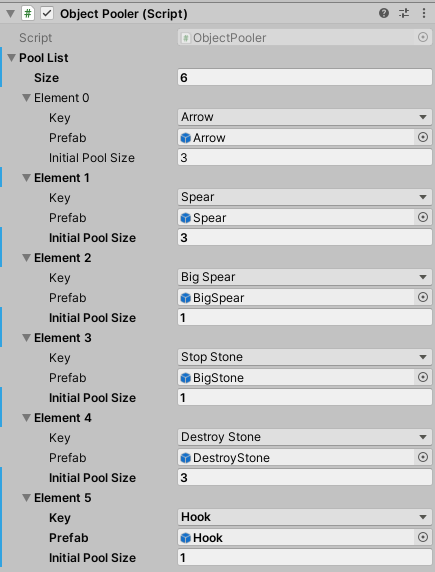 Object Pooler (Script)
Script ObjectPooler
Pool List
Size 6
Element 0
Key Arrow
Prefab Arrow
Initial Pool Size 3
Element 1
Key Spear
Prefab Spear
Initial Pool Size 3
Element 2
Key Big Spear
Prefab BigSpear
Initial Pool Size 1
Element 3
Key Stop Stone
Prefab BigStone
Initial Pool Size 1
Element 4
Key Destroy Stone
Prefab DestroyStone
Initial Pool Size 3
Element 5
Key Hook
Prefab Hook
Initial Pool Size 1